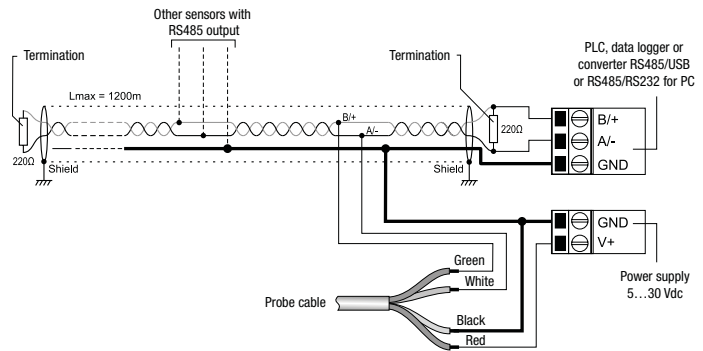 Other sensors with
RS485 output
Termination
Termination
PLC, data logger or
converter RS485/USB
or RS485/RS232 for PC
Lmax = 1200m
B/+
A/-
220Ω
220Ω
Shield
Shield
B/+
A/-
GND
GND
V+
Power supply
5…30 Vdc
Green
White
Probe cable
Black
Red